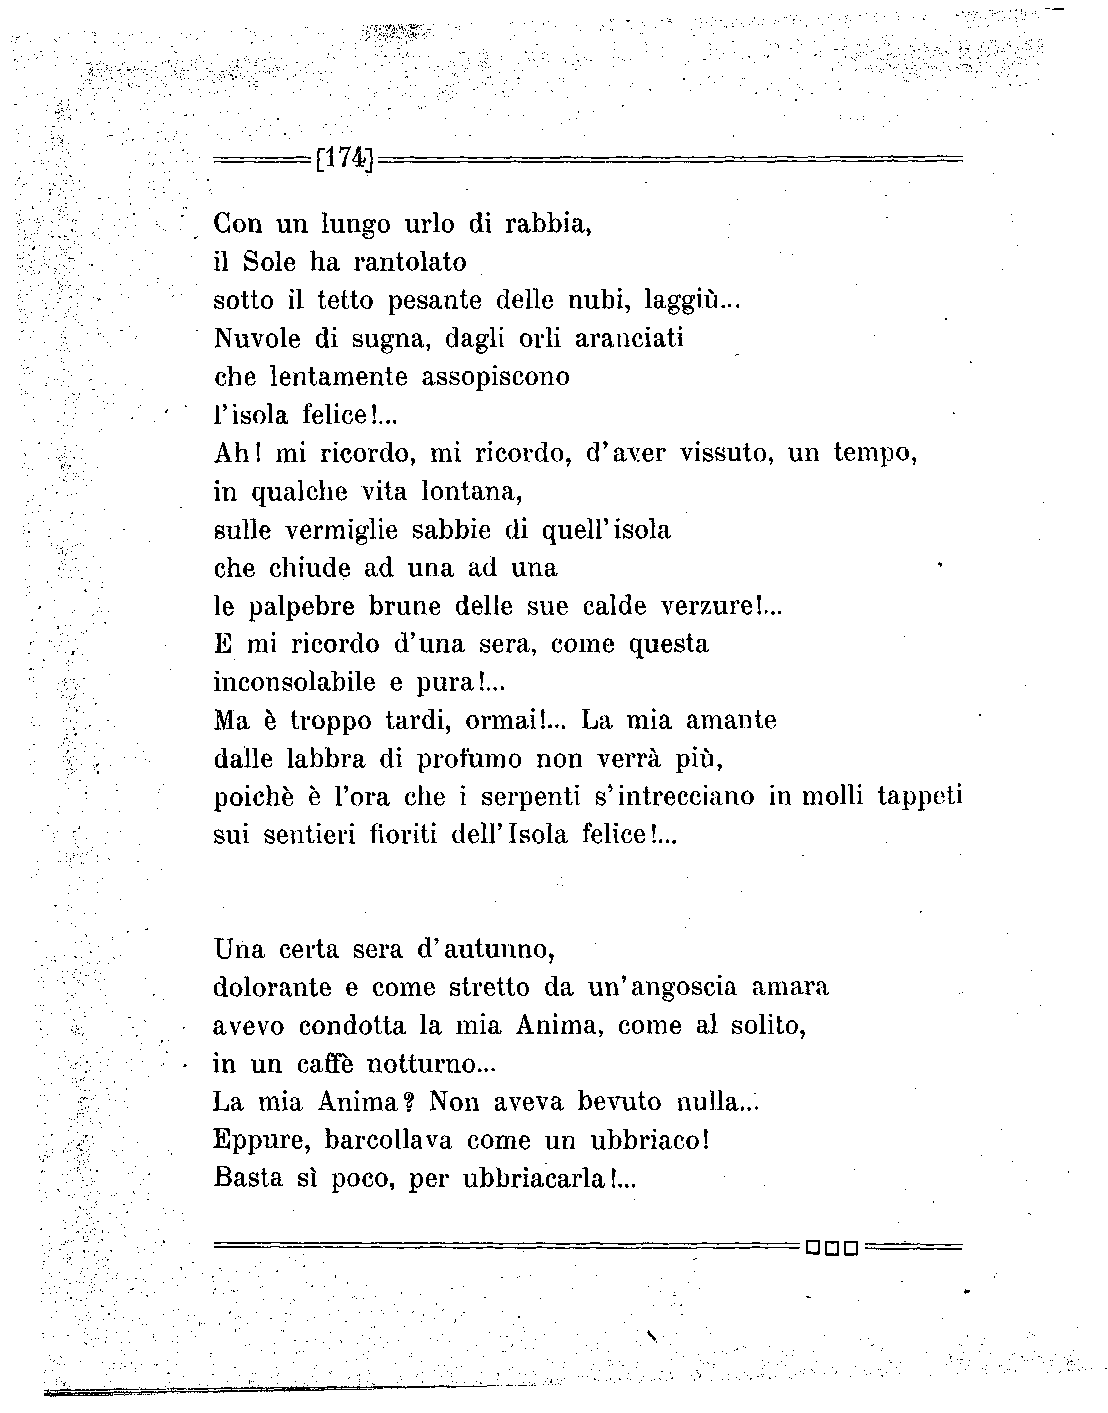 [174]
Con un lungo urlo di rabbia,
il Sole ha rantolato
sotto il tetto pesante delle nubi, laggiù...
Nuvole di sugna, dagli orli aranciati
che lentamente assopiscono
l'isola felice!...
Ah! mi ricordo, mi ricordo, d'aver vissuto, un tempo,
in qualche vita lontana,
sulle vermiglie sabbie di quell'isola
che chiude ad una ad una
le palpebre brune delle sue calde verzure!...
E mi ricordo d'una sera, come questa
inconsolabile e pura!...
Ma è troppo tardi, ormai!... La mia amante
dalle labbra di profumo non verrà più,
poichè è l'ora che i serpenti s'intrecciano in molli tappeti
sui sentieri fioriti dell'Isola felice!...
Una certa sera d'autunno,
dolorante e come stretto da un'angoscia amara
avevo condotta la mia Anima, come al solito,
in un caffè notturno...
La mia Anima? Non aveva bevuto nulla...
Eppure, barcollava come un ubbriaco!
Basta sì poco, per ubbriacarla!...